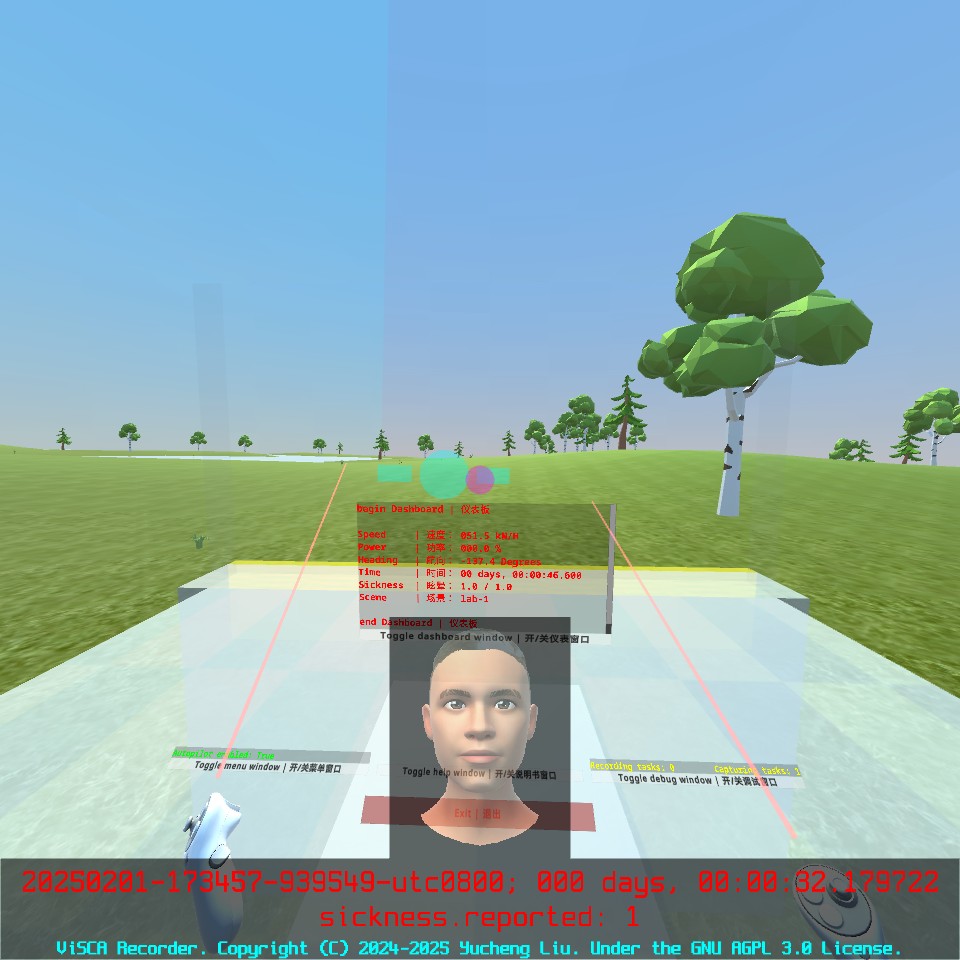 begin Dashboard | 仪表板
Speed | 速度: 051.5 kN/H
Power | 功率: 000.0 %
Heading | 航向: -137.4 Degrees
Time | 时间: 00 days, 00:00:46.600
Sickness | 眩晕: 1.0 / 1.0
Scene | 场景: lab-1
end Dashboard | 仪表板
Toggle dashboard window | 开/关仪表窗口
Autopilot enabled: True
Toggle menu window | 开/关菜单窗口
Toggle help window | 开/关说明书窗口
Recording tasks: 0 Capturing tasks: 1
Toggle debug window | 开/关调试窗口
Exit | 退出
20250201-173457-939549-utc0800; 000 days, 00:00:32.179722
sickness.reported: 1
ViSCA Recorder. Copyright (C) 2024-2025 Yucheng Liu. Under the GNU AGPL 3.0 License.